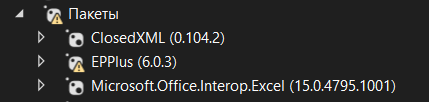 Пакеты
ClosedXML (0.104.2)
EPPlus (6.0.3)
Microsoft.Office.Interop.Excel (15.0.4795.1001)